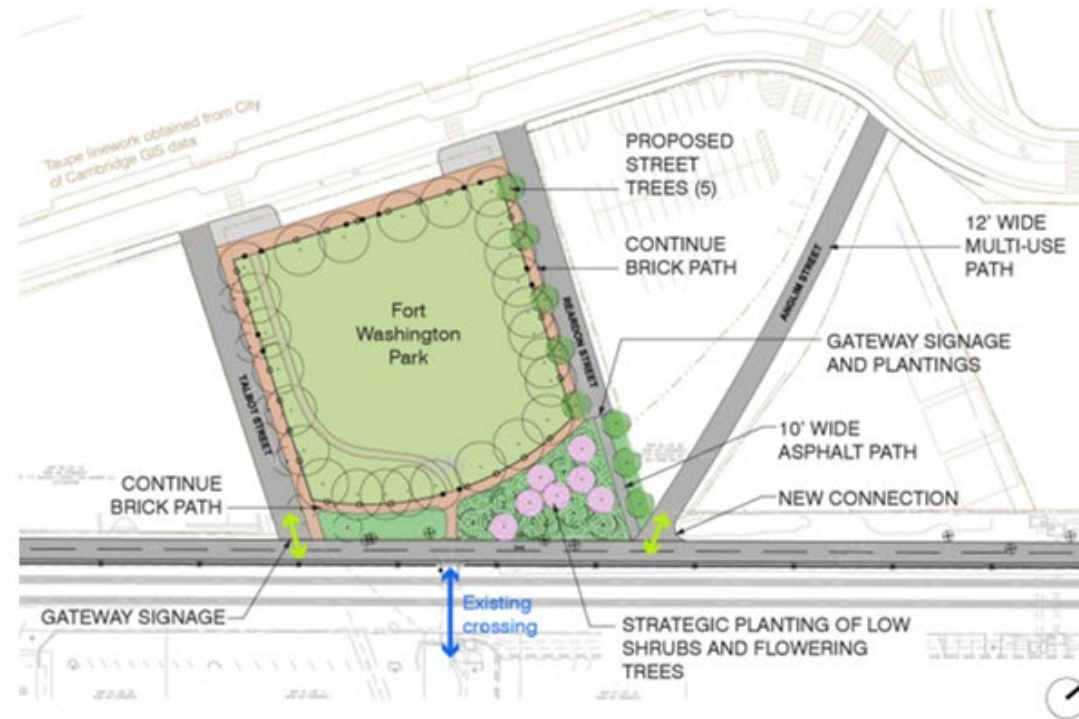 Taupe linework obtained from City
of Cambridge GIS data
PROPOSED
STREET
TREES (5)
CONTINUE
BRICK PATH
12' WIDE
MULTI-USE
PATH
Fort
Washington
Park
REARDON STREET
ANGLIM STREET
TALBOT STREET
GATEWAY SIGNAGE
AND PLANTINGS
10' WIDE
ASPHALT PATH
CONTINUE
BRICK PATH
NEW CONNECTION
GATEWAY SIGNAGE
Existing
crossing
STRATEGIC PLANTING OF LOW
SHRUBS AND FLOWERING
TREES